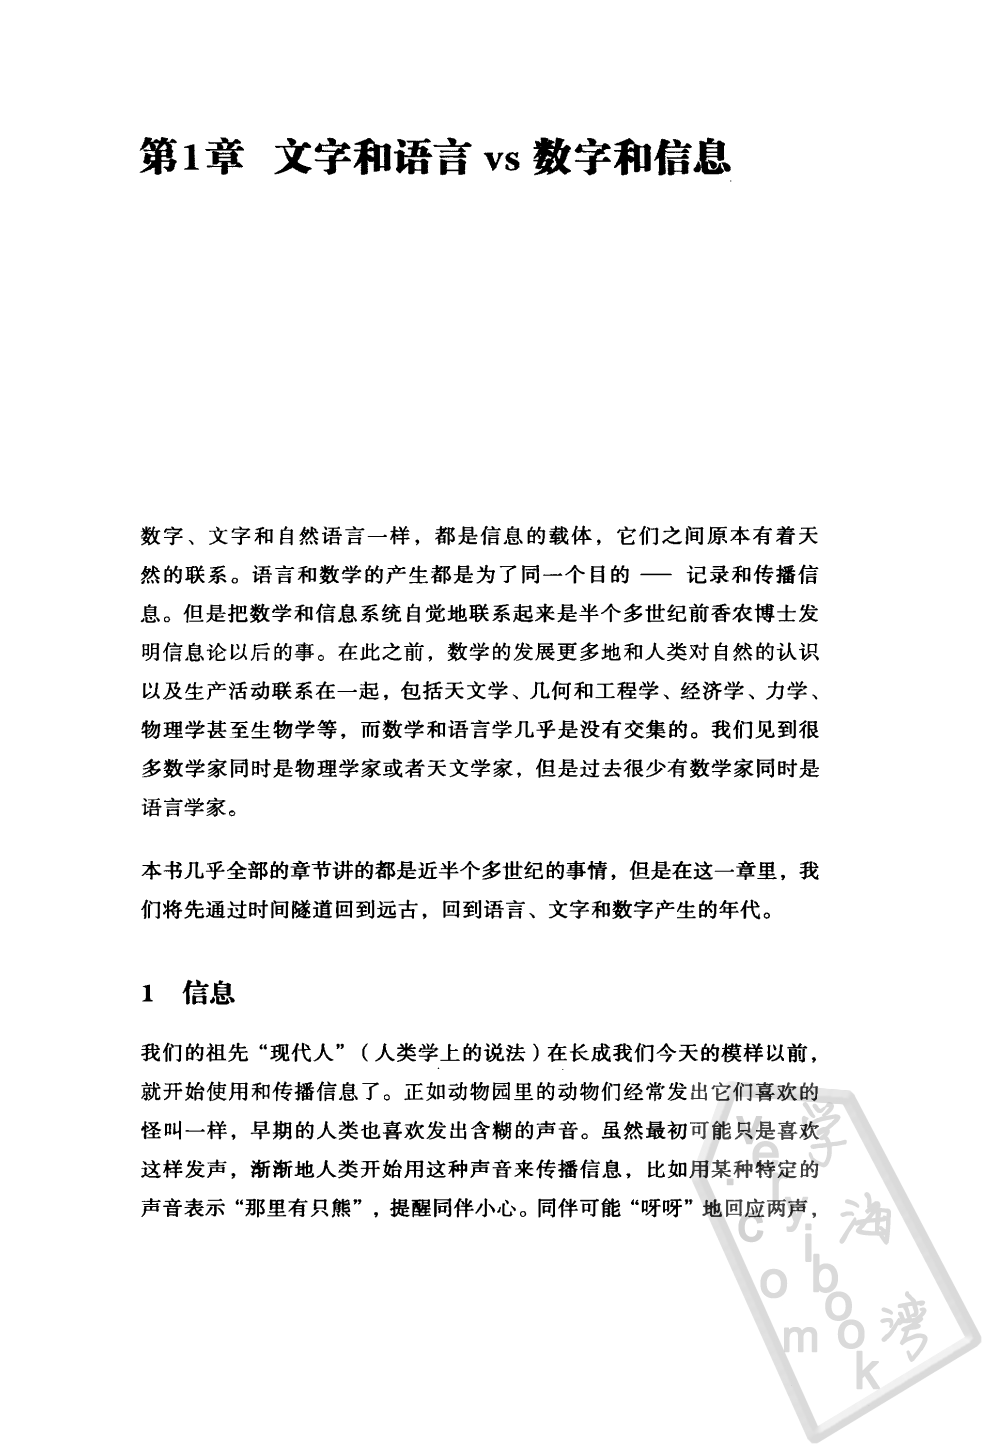 第1章 文字和语言 vs 数字和信息
数字、文字和自然语言一样，都是信息的载体，它们之间原本有着天
然的联系。语言和数学的产生都是为了同一个目的 —— 记录和传播信
息。但是把数学和信息系统自觉地联系起来是半个多世纪前香农博士发
明信息论以后的事。在此之前，数学的发展更多地和人类对自然的认识
以及生产活动联系在一起，包括天文学、几何和工程学、经济学、力学、
物理学甚至生物学等，而数学和语言学几乎是没有交集的。我们见到很
多数学家同时是物理学家或者天文学家，但是过去很少有数学家同时是
语言学家。
本书几乎全部的章节讲的都是近半个多世纪的事情，但是在这一章里，我
们将先通过时间隧道回到远古，回到语言、文字和数字产生的年代。
1 信息
我们的祖先“现代人”（人类学上的说法）在长成我们今天的模样以前，
就开始使用和传播信息了。正如动物园里的动物们经常发出它们喜欢的
怪叫一样，早期的人类也喜欢发出含糊的声音。虽然最初可能只是喜欢
这样发声，渐渐地人类开始用这种声音来传播信息，比如用某种特定的
声音表示“那里有只熊”，提醒同伴小心。同伴可能“呀呀”地回应两声，
学海湾